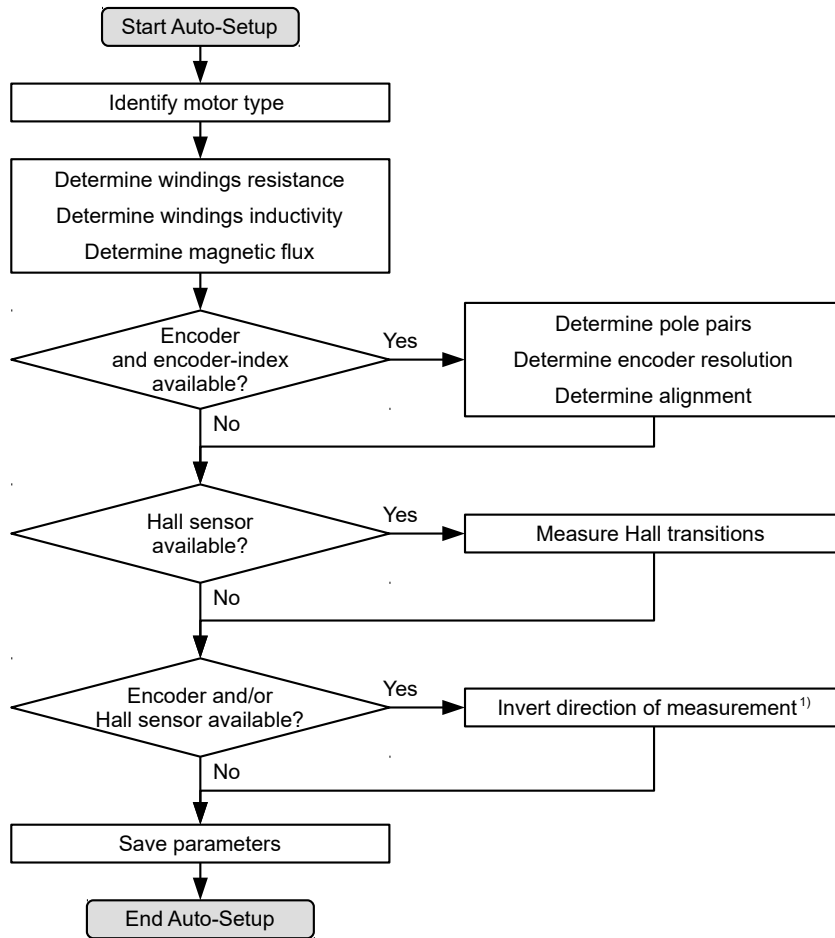 Start Auto-Setup
Identify motor type
Determine windings resistance
Determine windings inductivity
Determine magnetic flux
Encoder
and encoder-index
available?
Yes
Determine pole pairs
Determine encoder resolution
Determine alignment
No
Hall sensor
available?
Yes
Measure Hall transitions
No
Encoder and/or
Hall sensor available?
Yes
Invert direction of measurement 1)
No
Save parameters
End Auto-Setup